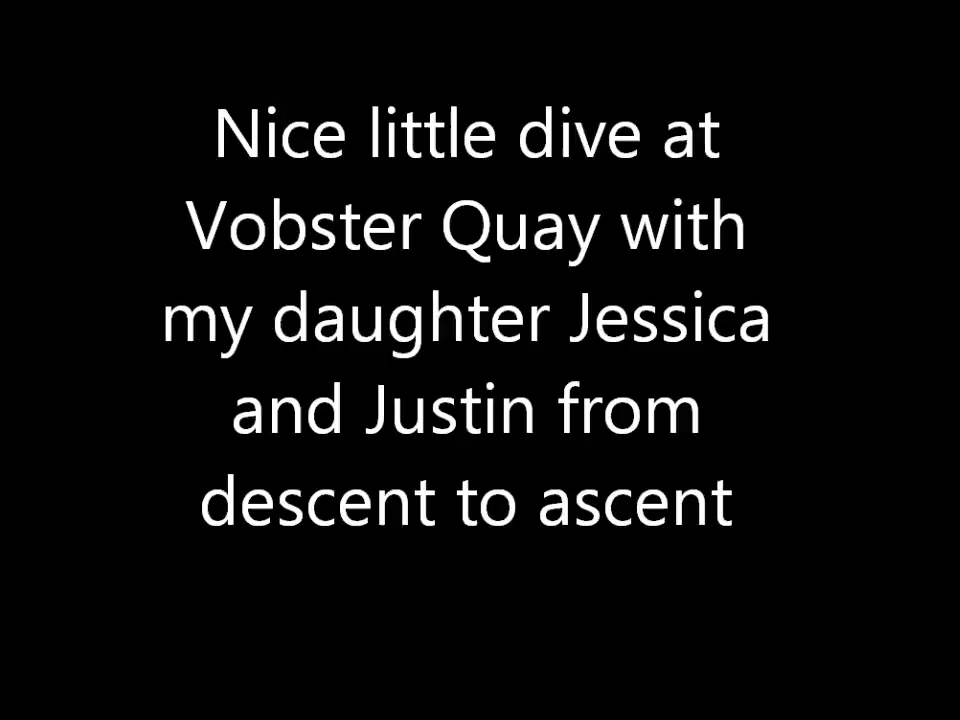 Nice little dive at
Vobster Quay with
my daughter Jessica
and Justin from
descent to ascent